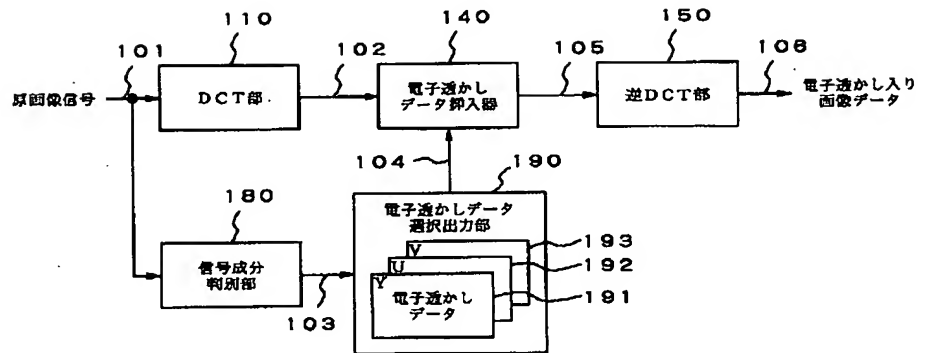 110
140
150
101
102
105
106
原画像信号
DCT部
電子透かし
データ挿入器
逆DCT部
電子透かし入り
画像データ
104
190
180
電子透かしデータ
選択出力部
193
V
192
U
信号成分
判別部
Y
電子透かし
データ
191
103